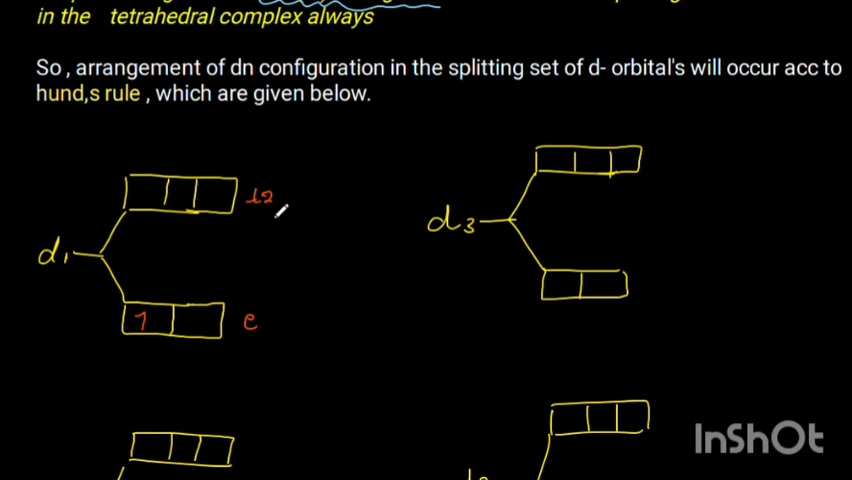 in the tetrahedral complex always
So , arrangement of dn configuration in the splitting set of d- orbital's will occur acc to
hund,s rule , which are given below.
t2
d1
1 e
d3
InShOt